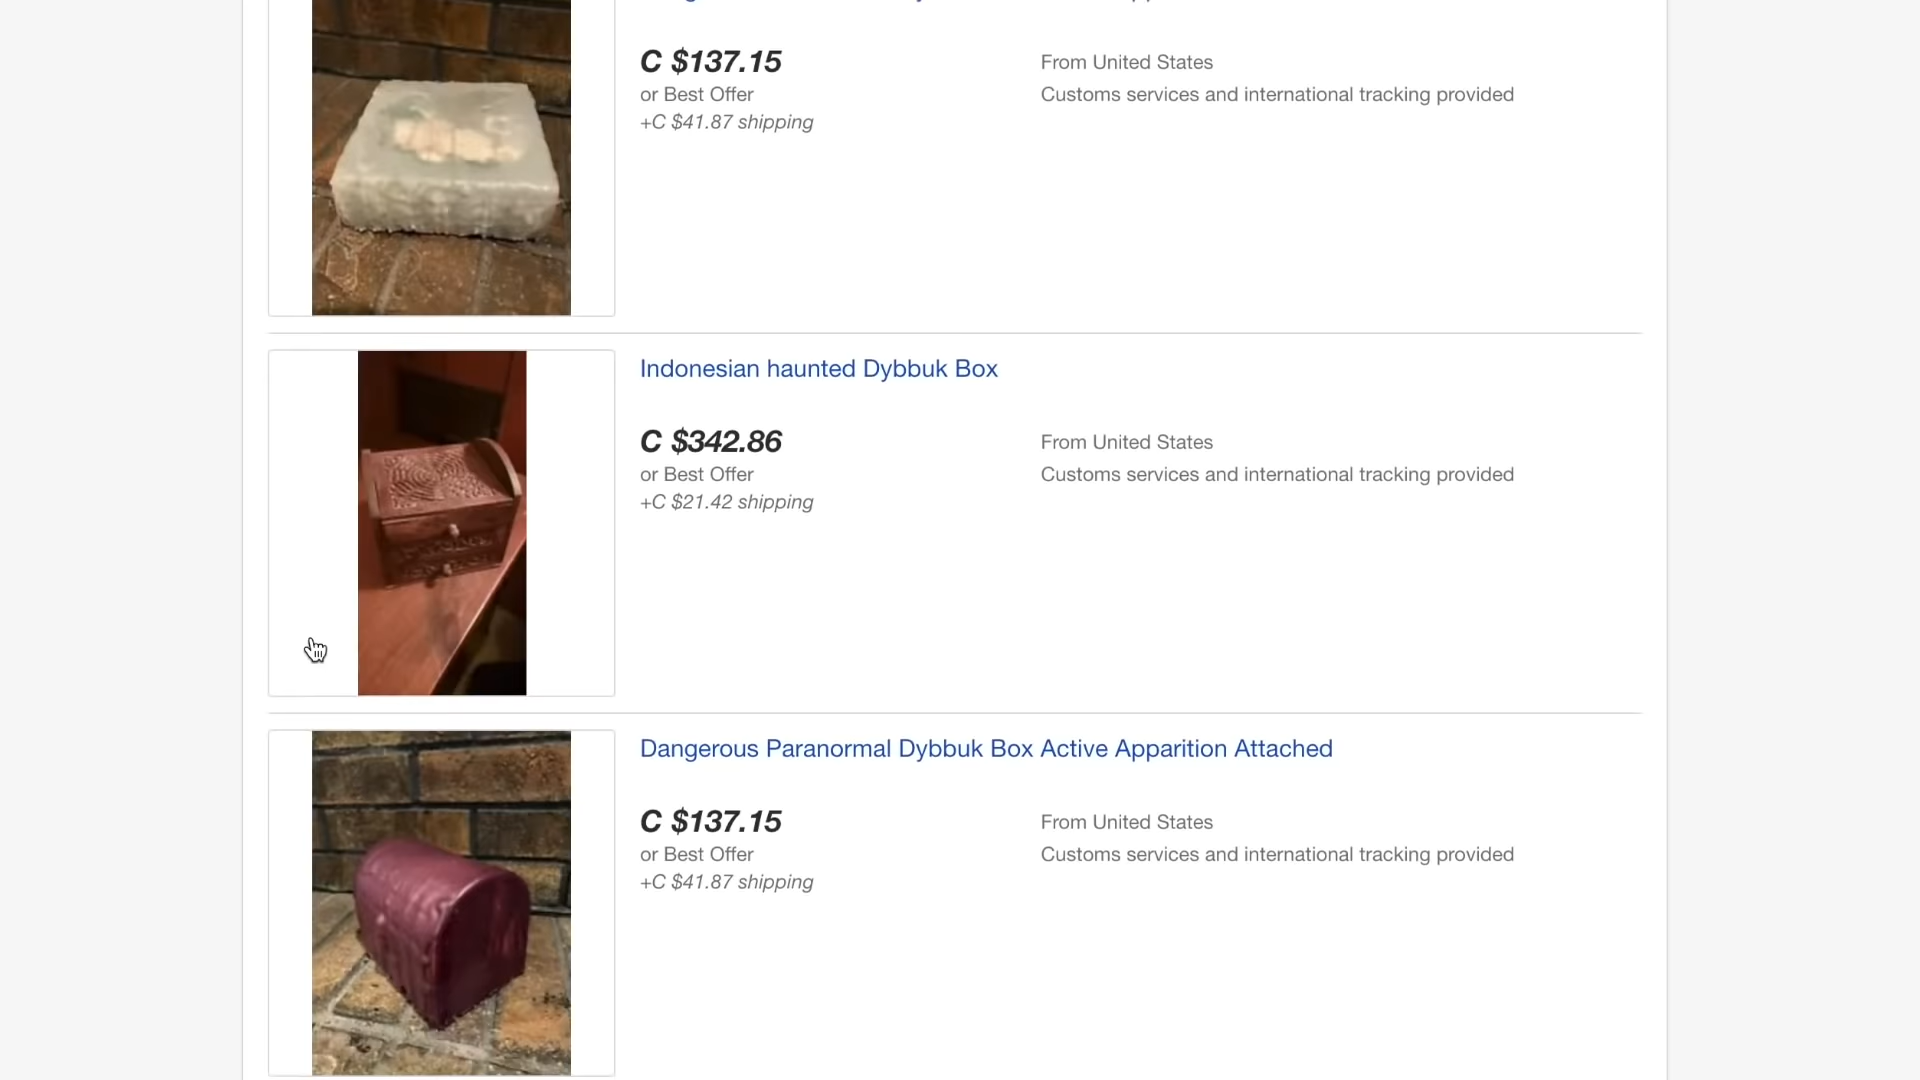 C $137.15
or Best Offer
+C $41.87 shipping
From United States
Customs services and international tracking provided
Indonesian haunted Dybbuk Box
C $342.86
or Best Offer
+C $21.42 shipping
From United States
Customs services and international tracking provided
Dangerous Paranormal Dybbuk Box Active Apparition Attached
C $137.15
or Best Offer
+C $41.87 shipping
From United States
Customs services and international tracking provided